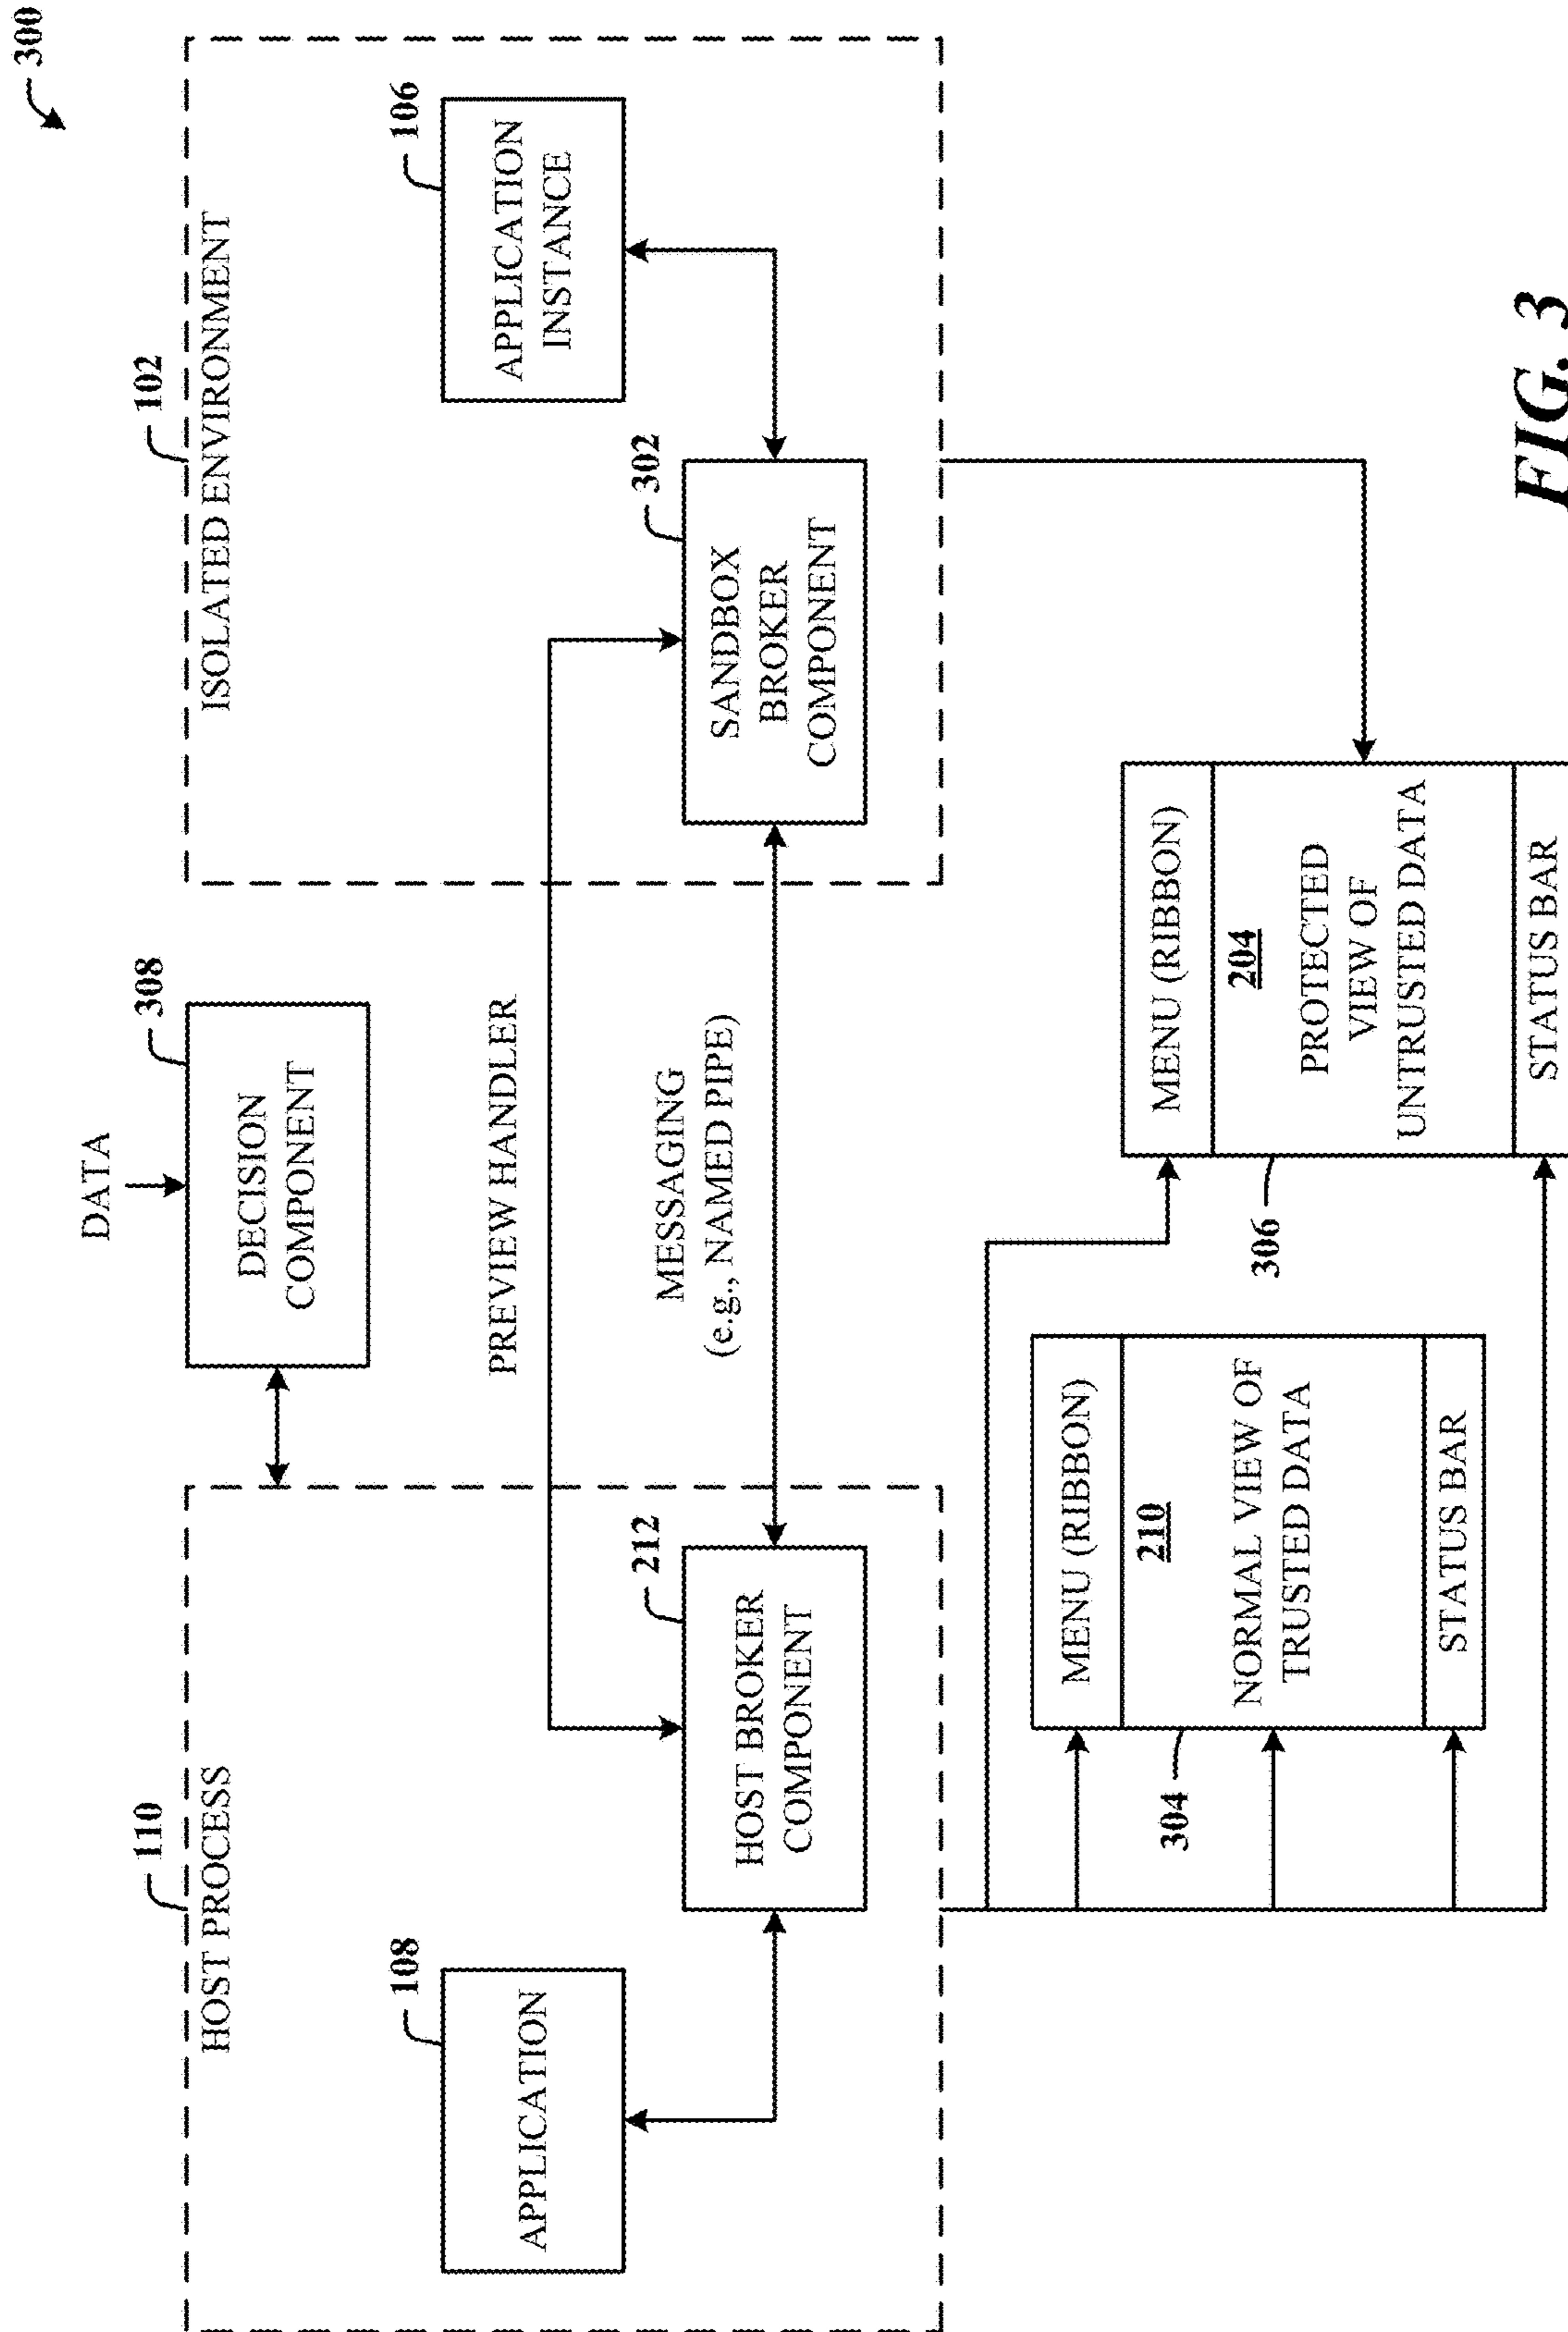 300
110
HOST PROCESS
108
APPLICATION
212
HOST BROKER
COMPONENT
DATA
308
DECISION
COMPONENT
PREVIEW HANDLER
MESSAGING
(e.g., NAMED PIPE)
102
ISOLATED ENVIRONMENT
106
APPLICATION
INSTANCE
302
SANDBOX
BROKER
COMPONENT
304
MENU (RIBBON)
210
NORMAL VIEW OF
TRUSTED DATA
STATUS BAR
306
MENU (RIBBON)
204
PROTECTED
VIEW OF
UNTRUSTED DATA
STATUS BAR
FIG. 3